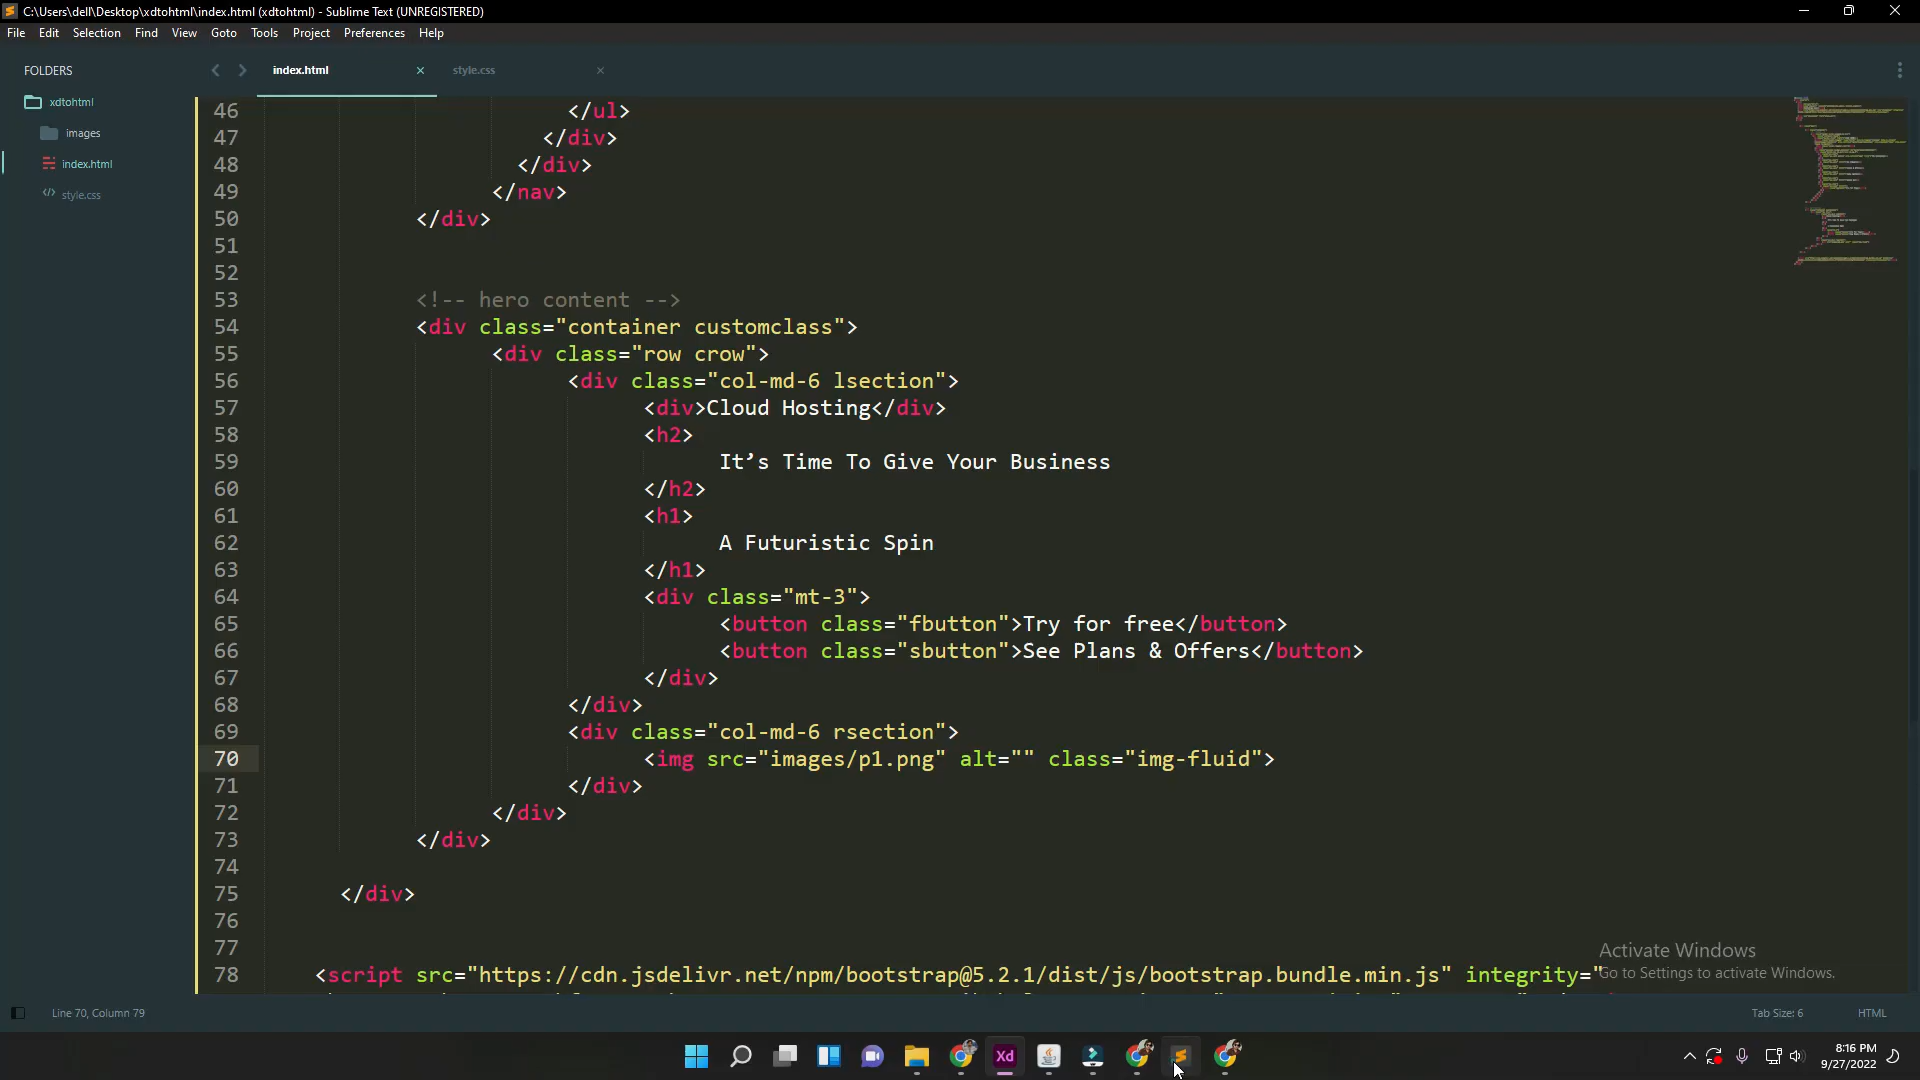 C:\Users\dell\Desktop\xdtohtml\index.html (xdtohtml) - Sublime Text (UNREGISTERED)
File Edit Selection Find View Goto Tools Project Preferences Help
FOLDERS
xdtohtml
images
index.html
style.css
index.html
style.css
46 </ul>
47 </div>
48 </div>
49 </nav>
50 </div>
51
52
53 <!-- hero content -->
54 <div class="container customclass">
55 <div class="row crow">
56 <div class="col-md-6 lsection">
57 <div>Cloud Hosting</div>
58 <h2>
59 It’s Time To Give Your Business
60 </h2>
61 <h1>
62 A Futuristic Spin
63 </h1>
64 <div class="mt-3">
65 <button class="fbutton">Try for free</button>
66 <button class="sbutton">See Plans & Offers</button>
67 </div>
68 </div>
69 <div class="col-md-6 rsection">
70 <img src="images/p1.png" alt="" class="img-fluid">
71 </div>
72 </div>
73 </div>
74
75 </div>
76
77
78 <script src="https://cdn.jsdelivr.net/npm/bootstrap@5.2.1/dist/js/bootstrap.bundle.min.js" integrity="
Activate Windows
Go to Settings to activate Windows.
Line 70, Column 79
Tab Size: 6
HTML
Xd
8:16 PM
9/27/2022